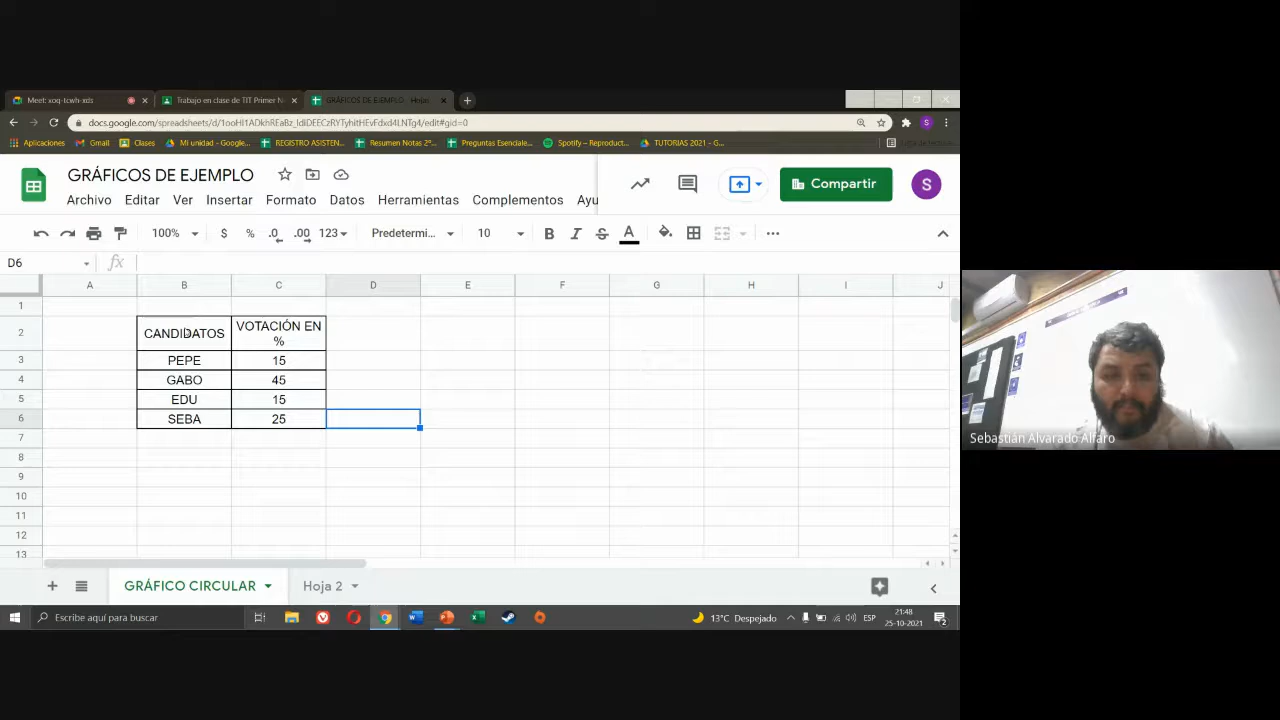 Meet: xoq-tcwh-xds
Trabajo en clase de TIT Primer N
GRÁFICOS DE EJEMPLO - Hojas
docs.google.com/spreadsheets/d/
/edit#gid=0
Aplicaciones
Gmail
Clases
Mi unidad - Google...
REGISTRO ASISTEN...
Resumen Notas 2º...
Preguntas Esenciale...
Spotify – Reproduct...
TUTORIAS 2021 - G...
GRÁFICOS DE EJEMPLO
Compartir
S
Archivo Editar Ver Insertar Formato Datos Herramientas Complementos Ayu
100% $ % .0 .00 123 Predetermi... 10 B I S A
D6 fx
A B C D E F G H I J
1
2 CANDIDATOS VOTACIÓN EN %
3 PEPE 15
4 GABO 45
5 EDU 15
6 SEBA 25
7
8
9
10
11
12
13
GRÁFICO CIRCULAR
Hoja 2
Escribe aquí para buscar
13°C Despejado
ESP
21:48
25-10-2021
2
Sebastián Alvarado Alfaro